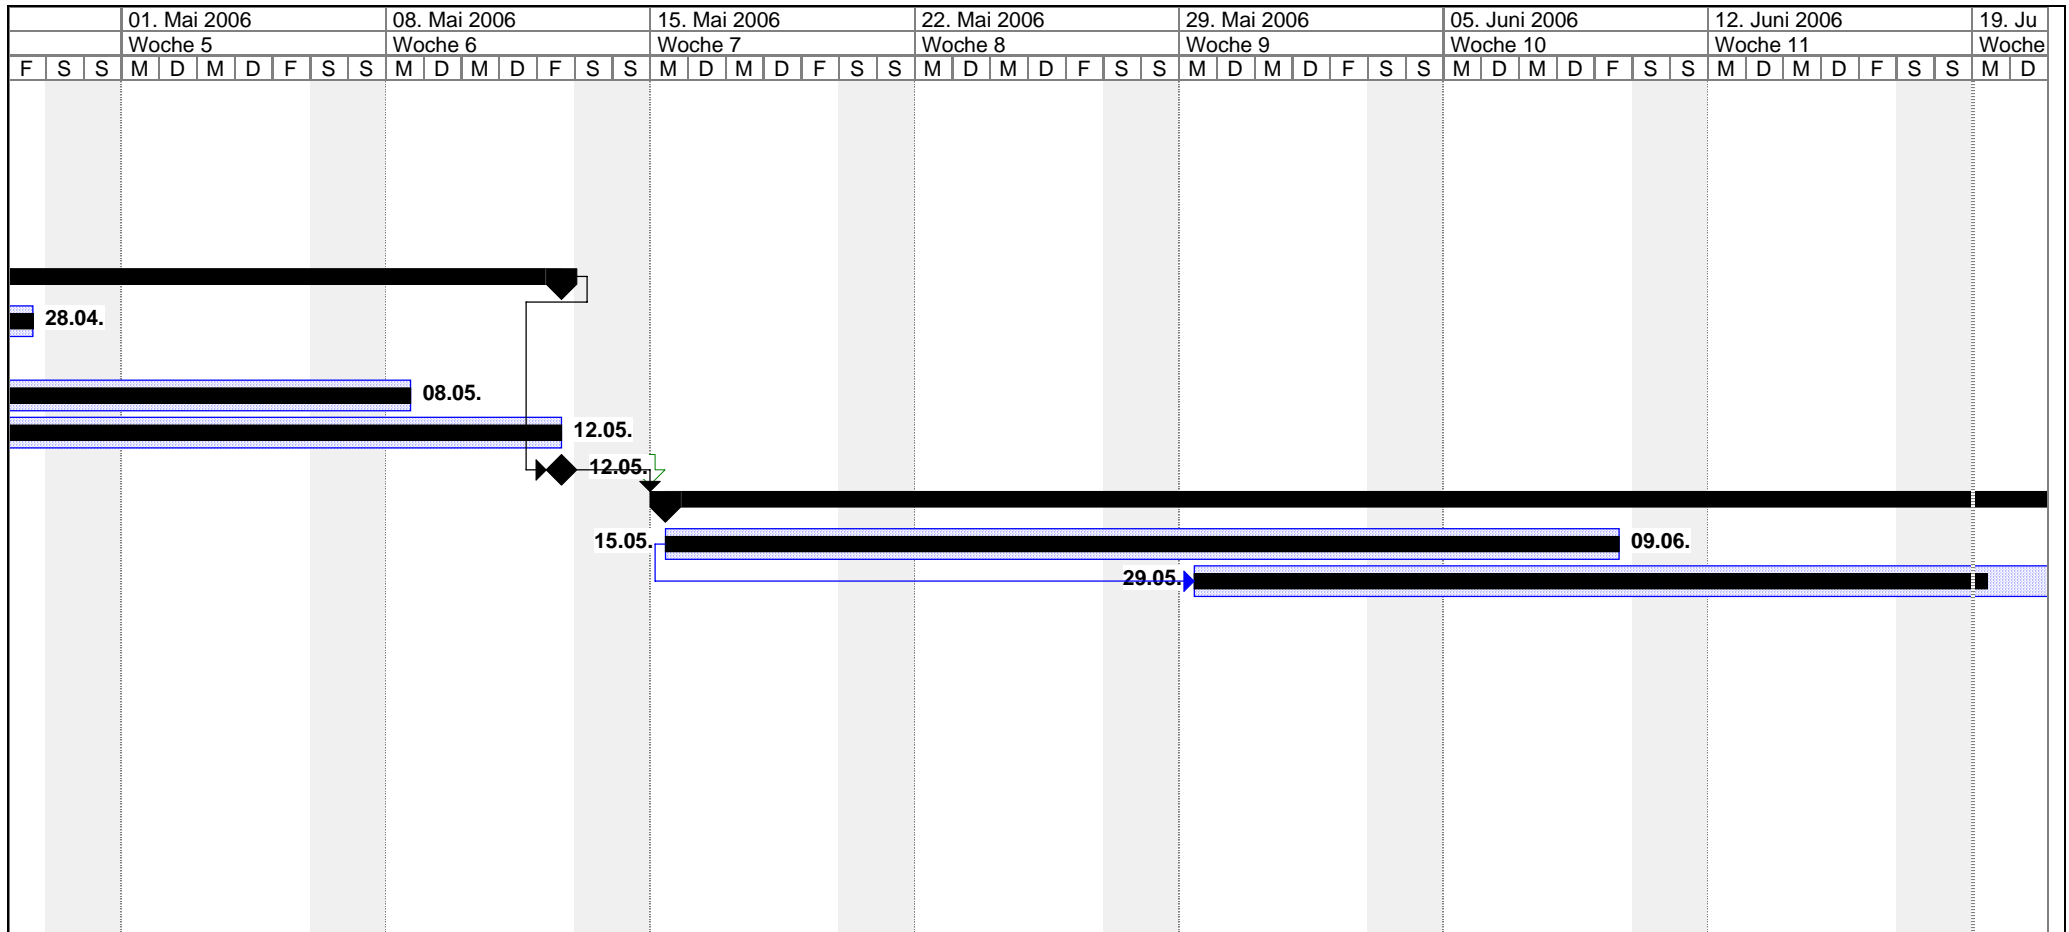 01. Mai 2006 08. Mai 2006 15. Mai 2006 22. Mai 2006 29. Mai 2006 05. Juni 2006 12. Juni 2006 19. Ju
Woche 5 Woche 6 Woche 7 Woche 8 Woche 9 Woche 10 Woche 11 Woche
F S S M D M D F S S M D M D F S S M D M D F S S M D M D F S S M D M D F S S M D M D F S S M D M D F S S M D
28.04.
08.05.
12.05.
12.05.
15.05. 09.06.
29.05.